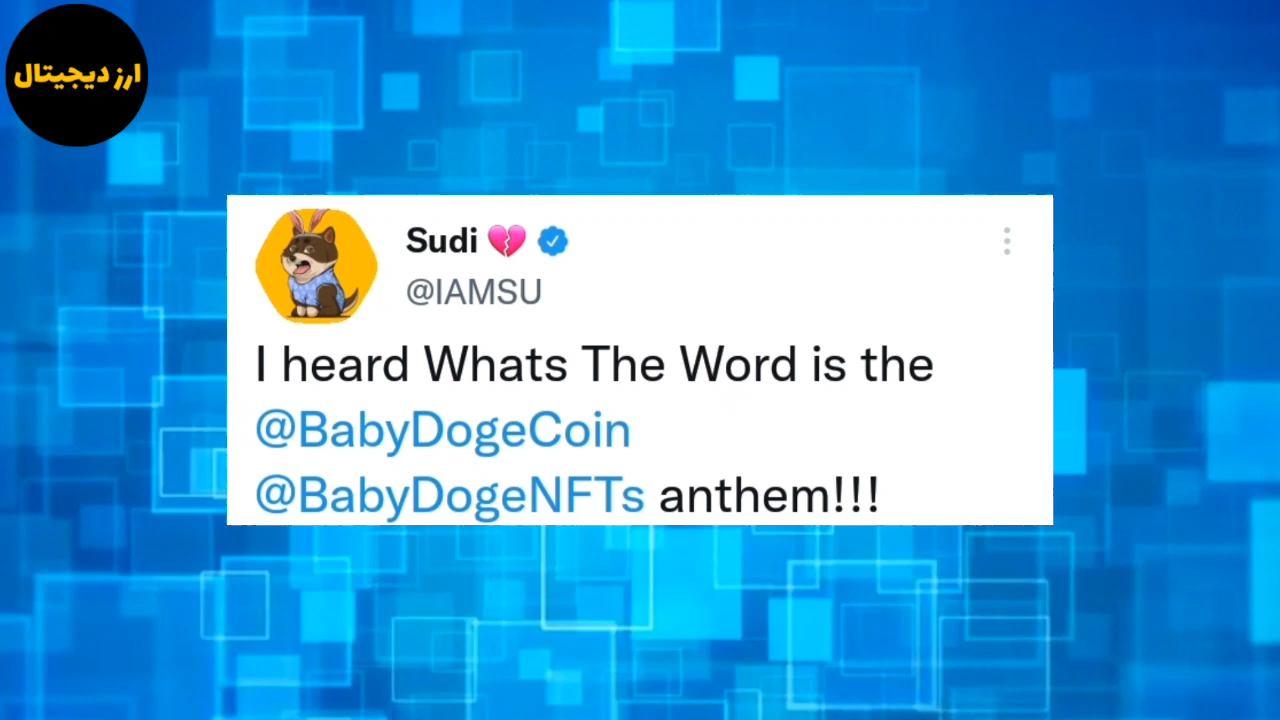 ارز دیجیتال
Sudi 💔
@IAMSU
I heard Whats The Word is the
@BabyDogeCoin
@BabyDogeNFTs anthem!!!